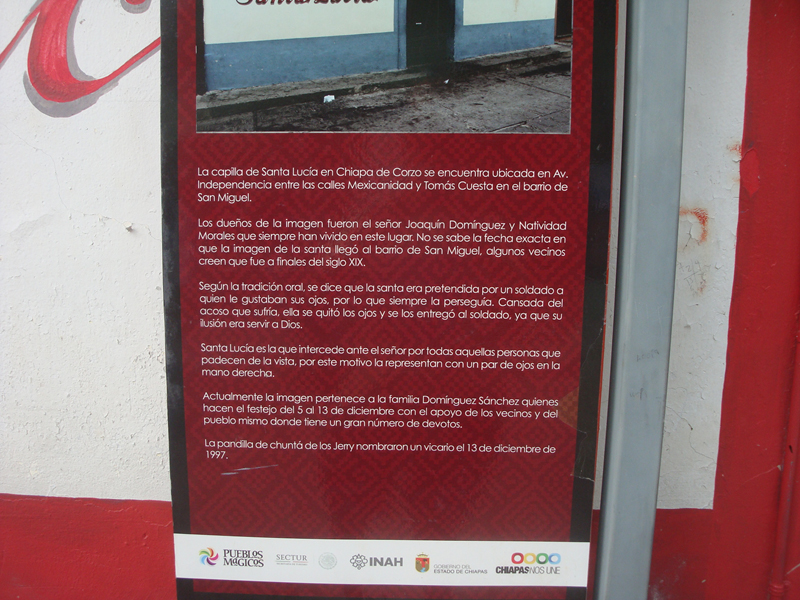 La capilla de Santa Lucía en Chiapa de Corzo se encuentra ubicada en Av.
Independencia entre las calles Mexicanidad y Tomás Cuesta en el barrio de
San Miguel.
Los dueños de la imagen fueron el señor Joaquín Domínguez y Natividad
Morales que siempre han vivido en este lugar. No se sabe la fecha exacta en
que la imagen de la santa llegó al barrio de San Miguel, algunos vecinos
creen que fue a finales del siglo XIX.
Según la tradición oral, se dice que la santa era pretendida por un soldado a
quien le gustaban sus ojos, por lo que siempre la perseguía. Cansada del
acoso que sufría, ella se quitó los ojos y se los entregó al soldado, ya que su
ilusión era servir a Dios.
Santa Lucía es la que intercede ante el señor por todas aquellas personas que
padecen de la vista, por este motivo la representan con un par de ojos en la
mano derecha.
Actualmente la imagen pertenece a la familia Domínguez Sánchez quienes
hacen el festejo del 5 al 13 de diciembre con el apoyo de los vecinos y del
pueblo mismo donde tiene un gran número de devotos.
La pandilla de chuntá de los Jerry nombraron un vicario el 13 de diciembre de
1997.
PUEBLOS
MÁGICOS
SECTUR
INAH
GOBIERNO DEL
ESTADO DE CHIAPAS
CHIAPAS NOS UNE